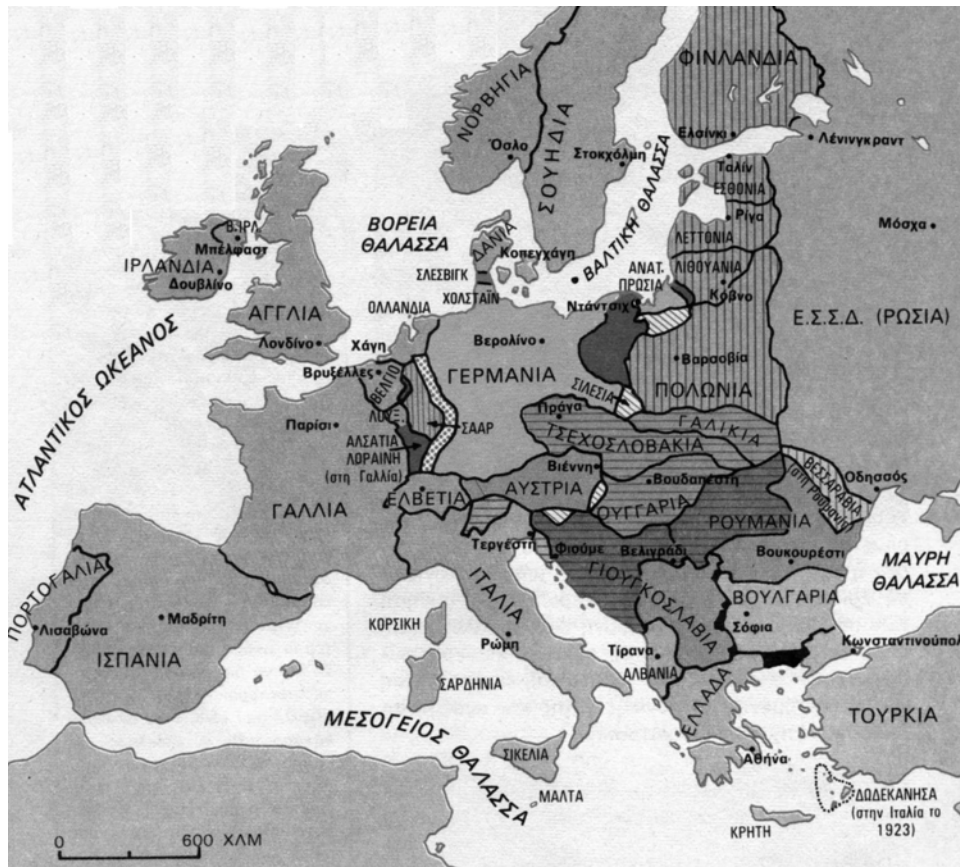 ΦΙΝΛΑΝΔΙΑ
ΝΟΡΒΗΓΙΑ
ΣΟΥΗΔΙΑ
Ελσίνκι
Λένινγκραντ
Όσλο
Στοκχόλμη
Ταλίν
ΕΣΘΟΝΙΑ
ΒΑΛΤΙΚΗ ΘΑΛΑΣΣΑ
Ρίγα
Μόσχα
Β.ΙΡΛ.
Μπέλφαστ
ΒΟΡΕΙΑ
ΘΑΛΑΣΣΑ
ΔΑΝΙΑ
Κοπεγχάγη
ΛΕΤΤΟΝΙΑ
ΙΡΛΑΝΔΙΑ
Δουβλίνο
ΣΛΕΣΒΙΓΚ
ΧΟΛΣΤΑΪΝ
ΑΝΑΤ.
ΠΡΩΣΙΑ
ΛΙΘΟΥΑΝΙΑ
Κόβνο
Ντάντσιχ
ΑΓΓΛΙΑ
Λονδίνο
ΟΛΛΑΝΔΙΑ
Χάγη
Βερολίνο
Ε.Σ.Σ.Δ. (ΡΩΣΙΑ)
ΑΤΛΑΝΤΙΚΟΣ ΩΚΕΑΝΟΣ
Βρυξέλλες
ΒΕΛΓΙΟ
ΓΕΡΜΑΝΙΑ
Βαρσοβία
ΠΟΛΩΝΙΑ
ΣΙΛΕΣΙΑ
Παρίσι
ΛΟΥΞ.
ΣΑΑΡ
Πράγα
ΓΑΛΙΚΙΑ
ΤΣΕΧΟΣΛΟΒΑΚΙΑ
ΑΛΣΑΤΙΑ
ΛΩΡΑΙΝΗ
(στη Γαλλία)
Βιέννη
Βουδαπέστη
ΒΕΣΣΑΡΑΒΙΑ
(στη Ρουμανία)
Οδησσός
ΓΑΛΛΙΑ
ΕΛΒΕΤΙΑ
ΑΥΣΤΡΙΑ
ΟΥΓΓΑΡΙΑ
ΡΟΥΜΑΝΙΑ
Τεργέστη
Φιούμε
Βελιγράδι
Βουκουρέστι
ΜΑΥΡΗ
ΘΑΛΑΣΣΑ
ΠΟΡΤΟΓΑΛΙΑ
Λισαβώνα
Μαδρίτη
ΙΣΠΑΝΙΑ
ΙΤΑΛΙΑ
Ρώμη
ΚΟΡΣΙΚΗ
ΣΑΡΔΗΝΙΑ
ΓΙΟΥΓΚΟΣΛΑΒΙΑ
ΒΟΥΛΓΑΡΙΑ
Σόφια
Κωνσταντινούπολ
Τίρανα
ΑΛΒΑΝΙΑ
ΕΛΛΑΔΑ
ΤΟΥΡΚΙΑ
ΜΕΣΟΓΕΙΟΣ ΘΑΛΑΣΣΑ
ΣΙΚΕΛΙΑ
Αθήνα
ΜΑΛΤΑ
ΚΡΗΤΗ
ΔΩΔΕΚΑΝΗΣΑ
(στην Ιταλία το
1923)
0 600 ΧΛΜ